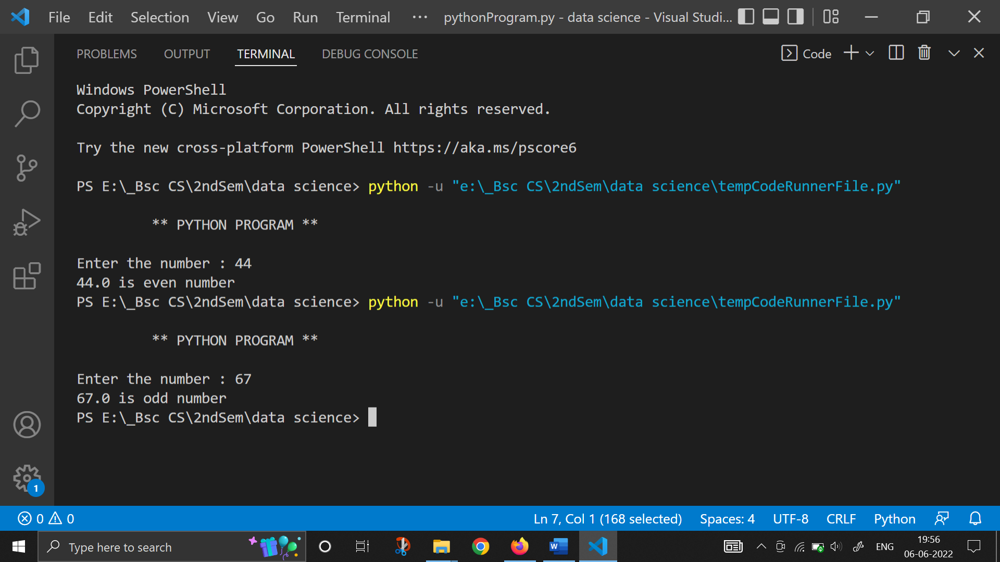 File Edit Selection View Go Run Terminal ··· pythonProgram.py - data science - Visual Studi...
PROBLEMS OUTPUT TERMINAL DEBUG CONSOLE Code
Windows PowerShell
Copyright (C) Microsoft Corporation. All rights reserved.
Try the new cross-platform PowerShell https://aka.ms/pscore6
PS E:\_Bsc CS\2ndSem\data science> python -u "e:\_Bsc CS\2ndSem\data science\tempCodeRunnerFile.py"
** PYTHON PROGRAM **
Enter the number : 44
44.0 is even number
PS E:\_Bsc CS\2ndSem\data science> python -u "e:\_Bsc CS\2ndSem\data science\tempCodeRunnerFile.py"
** PYTHON PROGRAM **
Enter the number : 67
67.0 is odd number
PS E:\_Bsc CS\2ndSem\data science>
1
0 0 Ln 7, Col 1 (168 selected) Spaces: 4 UTF-8 CRLF Python
Type here to search W ENG 19:56
06-06-2022